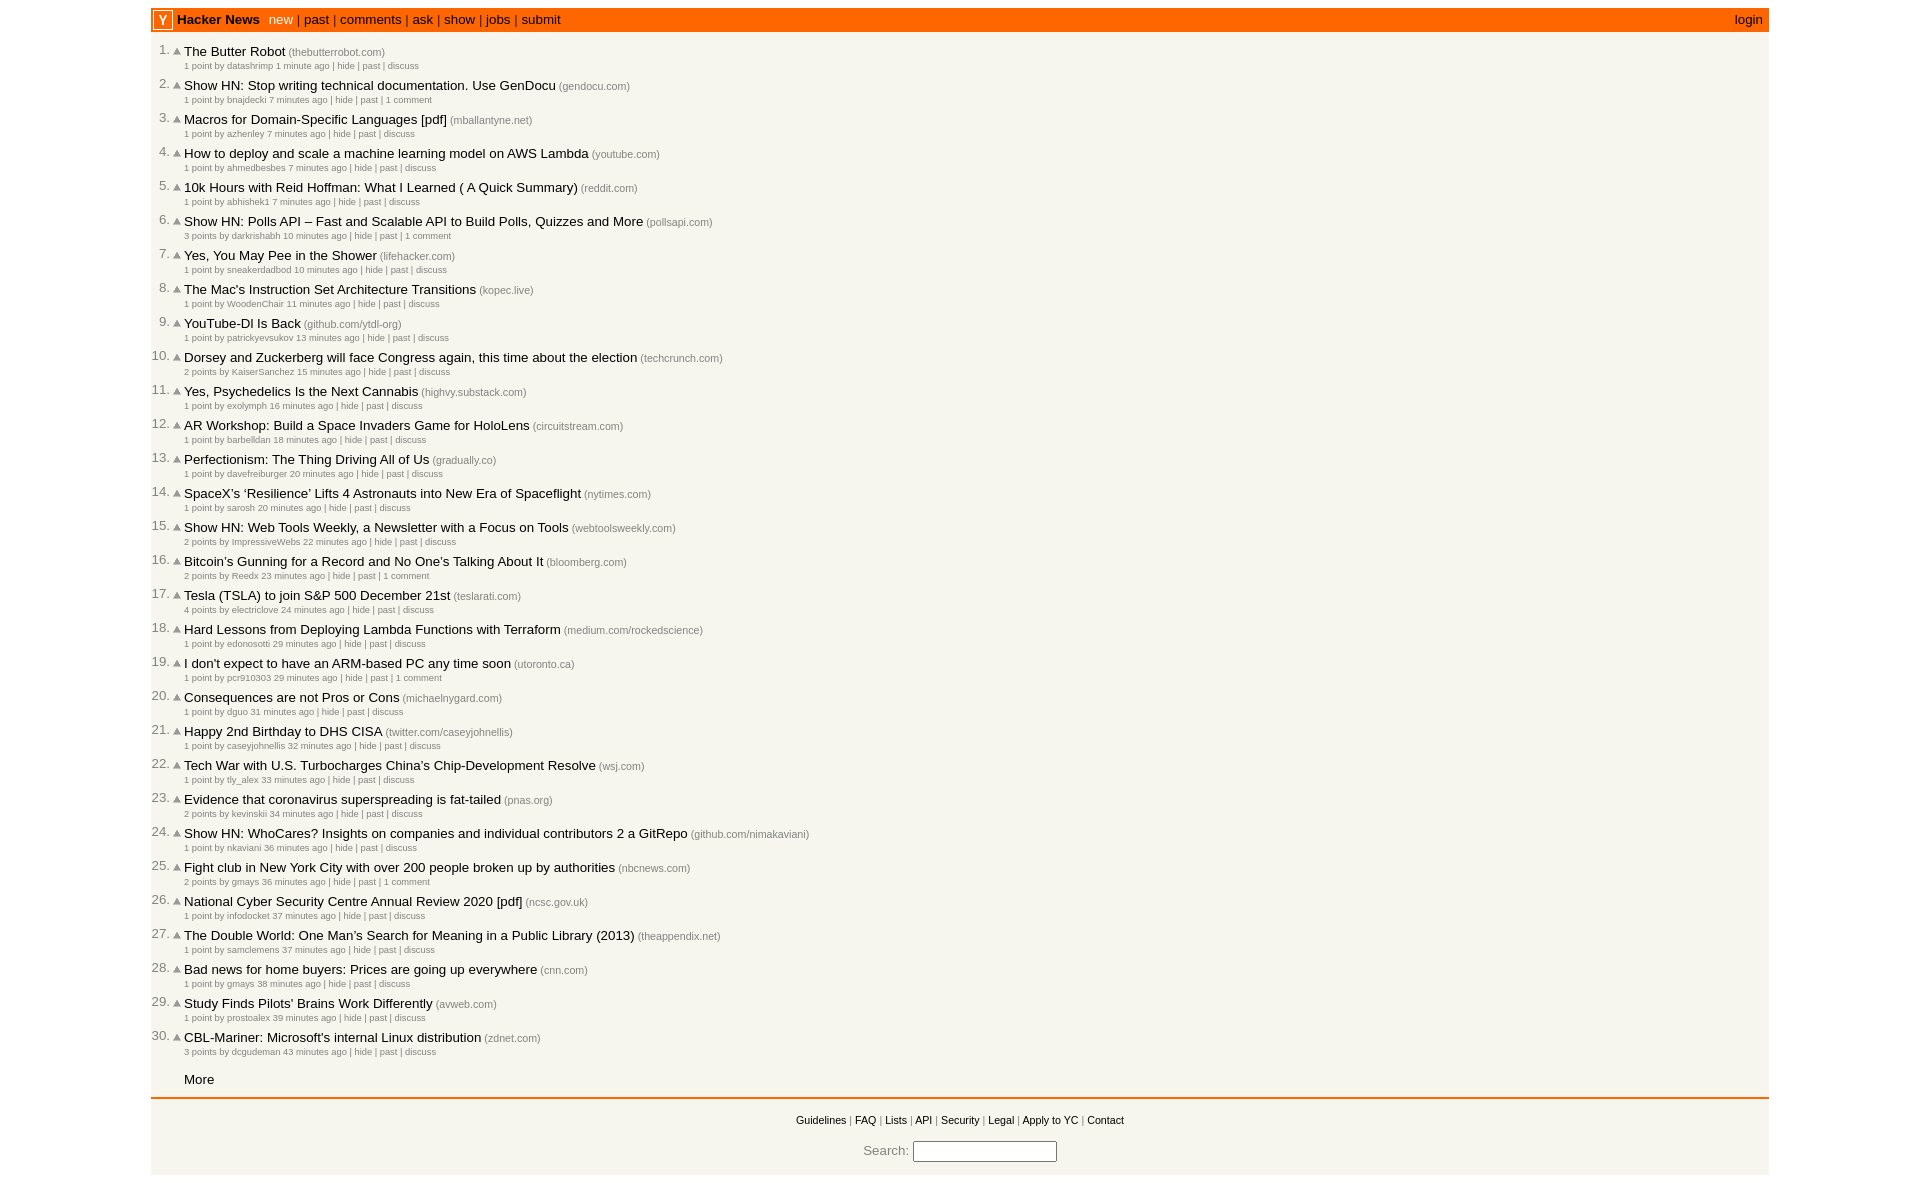 Y Hacker News new | past | comments | ask | show | jobs | submit login
1. The Butter Robot (thebutterrobot.com)
1 point by datashrimp 1 minute ago | hide | past | discuss
2. Show HN: Stop writing technical documentation. Use GenDocu (gendocu.com)
1 point by bnajdecki 7 minutes ago | hide | past | 1 comment
3. Macros for Domain-Specific Languages [pdf] (mballantyne.net)
1 point by azhenley 7 minutes ago | hide | past | discuss
4. How to deploy and scale a machine learning model on AWS Lambda (youtube.com)
1 point by ahmedbesbes 7 minutes ago | hide | past | discuss
5. 10k Hours with Reid Hoffman: What I Learned ( A Quick Summary) (reddit.com)
1 point by abhishek1 7 minutes ago | hide | past | discuss
6. Show HN: Polls API – Fast and Scalable API to Build Polls, Quizzes and More (pollsapi.com)
3 points by darkrishabh 10 minutes ago | hide | past | 1 comment
7. Yes, You May Pee in the Shower (lifehacker.com)
1 point by sneakerdadbod 10 minutes ago | hide | past | discuss
8. The Mac's Instruction Set Architecture Transitions (kopec.live)
1 point by WoodenChair 11 minutes ago | hide | past | discuss
9. YouTube-Dl Is Back (github.com/ytdl-org)
1 point by patrickyevsukov 13 minutes ago | hide | past | discuss
10. Dorsey and Zuckerberg will face Congress again, this time about the election (techcrunch.com)
2 points by KaiserSanchez 15 minutes ago | hide | past | discuss
11. Yes, Psychedelics Is the Next Cannabis (highvy.substack.com)
1 point by exolymph 16 minutes ago | hide | past | discuss
12. AR Workshop: Build a Space Invaders Game for HoloLens (circuitstream.com)
1 point by barbelldan 18 minutes ago | hide | past | discuss
13. Perfectionism: The Thing Driving All of Us (gradually.co)
1 point by davefreiburger 20 minutes ago | hide | past | discuss
14. SpaceX’s ‘Resilience’ Lifts 4 Astronauts into New Era of Spaceflight (nytimes.com)
1 point by sarosh 20 minutes ago | hide | past | discuss
15. Show HN: Web Tools Weekly, a Newsletter with a Focus on Tools (webtoolsweekly.com)
2 points by ImpressiveWebs 22 minutes ago | hide | past | discuss
16. Bitcoin’s Gunning for a Record and No One’s Talking About It (bloomberg.com)
2 points by Reedx 23 minutes ago | hide | past | 1 comment
17. Tesla (TSLA) to join S&P 500 December 21st (teslarati.com)
4 points by electriclove 24 minutes ago | hide | past | discuss
18. Hard Lessons from Deploying Lambda Functions with Terraform (medium.com/rockedscience)
1 point by edonosotti 29 minutes ago | hide | past | discuss
19. I don't expect to have an ARM-based PC any time soon (utoronto.ca)
1 point by pcr910303 29 minutes ago | hide | past | 1 comment
20. Consequences are not Pros or Cons (michaelnygard.com)
1 point by dguo 31 minutes ago | hide | past | discuss
21. Happy 2nd Birthday to DHS CISA (twitter.com/caseyjohnellis)
1 point by caseyjohnellis 32 minutes ago | hide | past | discuss
22. Tech War with U.S. Turbocharges China’s Chip-Development Resolve (wsj.com)
1 point by tly_alex 33 minutes ago | hide | past | discuss
23. Evidence that coronavirus superspreading is fat-tailed (pnas.org)
2 points by kevinskii 34 minutes ago | hide | past | discuss
24. Show HN: WhoCares? Insights on companies and individual contributors 2 a GitRepo (github.com/nimakaviani)
1 point by nkaviani 36 minutes ago | hide | past | discuss
25. Fight club in New York City with over 200 people broken up by authorities (nbcnews.com)
2 points by gmays 36 minutes ago | hide | past | 1 comment
26. National Cyber Security Centre Annual Review 2020 [pdf] (ncsc.gov.uk)
1 point by infodocket 37 minutes ago | hide | past | discuss
27. The Double World: One Man’s Search for Meaning in a Public Library (2013) (theappendix.net)
1 point by samclemens 37 minutes ago | hide | past | discuss
28. Bad news for home buyers: Prices are going up everywhere (cnn.com)
1 point by gmays 38 minutes ago | hide | past | discuss
29. Study Finds Pilots' Brains Work Differently (avweb.com)
1 point by prostoalex 39 minutes ago | hide | past | discuss
30. CBL-Mariner: Microsoft's internal Linux distribution (zdnet.com)
3 points by dcgudeman 43 minutes ago | hide | past | discuss
More
Guidelines | FAQ | Lists | API | Security | Legal | Apply to YC | Contact
Search: